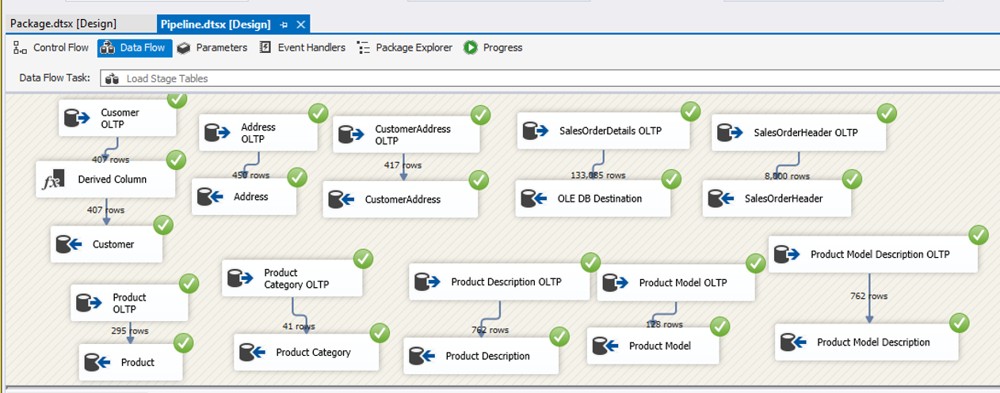 Package.dtsx [Design]
Pipeline.dtsx [Design]
Control Flow
Data Flow
Parameters
Event Handlers
Package Explorer
Progress
Data Flow Task:
Load Stage Tables
Cusomer
OLTP
407 rows
Derived Column
407 rows
Customer
Address
OLTP
450 rows
Address
CustomerAddress
OLTP
417 rows
CustomerAddress
SalesOrderDetails OLTP
133,085 rows
OLE DB Destination
SalesOrderHeader OLTP
8,000 rows
SalesOrderHeader
Product
OLTP
295 rows
Product
Product
Category OLTP
41 rows
Product Category
Product Description OLTP
762 rows
Product Description
Product Model OLTP
128 rows
Product Model
Product Model Description OLTP
762 rows
Product Model Description